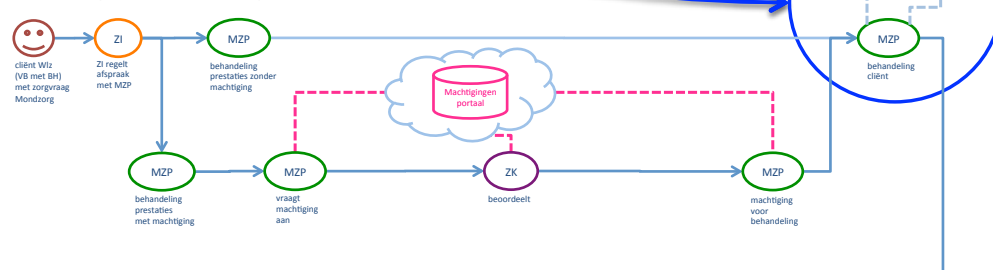 ZI
MZP
MZP
cliënt Wlz
(VB met BH)
met zorgvraag
Mondzorg
ZI regelt
afspraak
met MZP
behandeling
prestaties zonder
machtiging
behandeling
cliënt
Machtigingen
portaal
MZP
MZP
ZK
MZP
behandeling
prestaties
met machtiging
vraagt
machtiging
aan
beoordeelt
machtiging
voor
behandeling